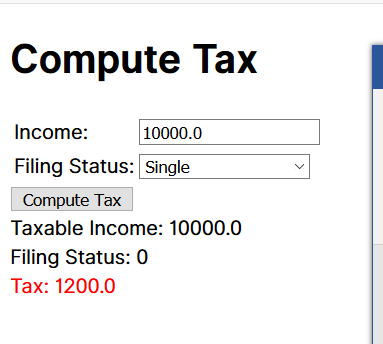 Compute Tax
Income: 10000.0
Filing Status: Single
Compute Tax
Taxable Income: 10000.0
Filing Status: 0
Tax: 1200.0